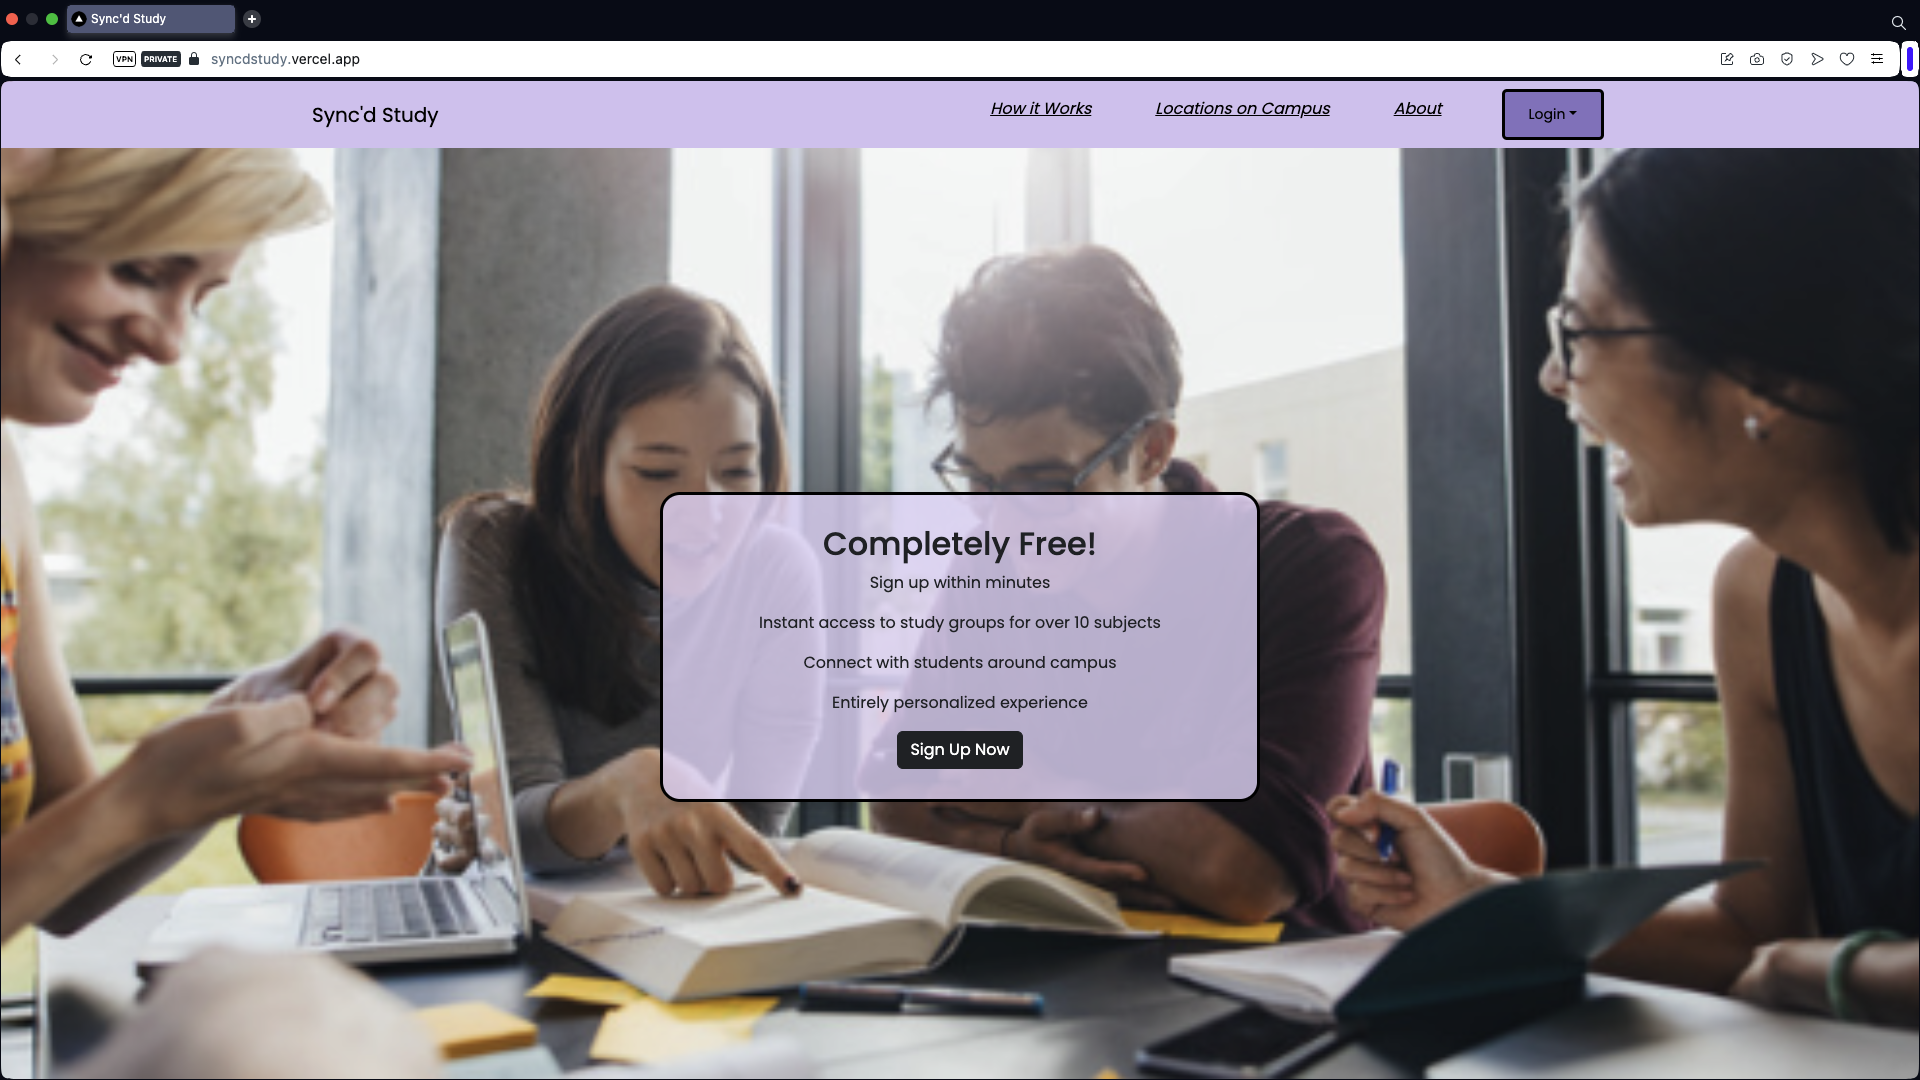 Sync'd Study
VPN PRIVATE syncdstudy.vercel.app
Sync'd Study How it Works Locations on Campus About Login
Completely Free!
Sign up within minutes
Instant access to study groups for over 10 subjects
Connect with students around campus
Entirely personalized experience
Sign Up Now